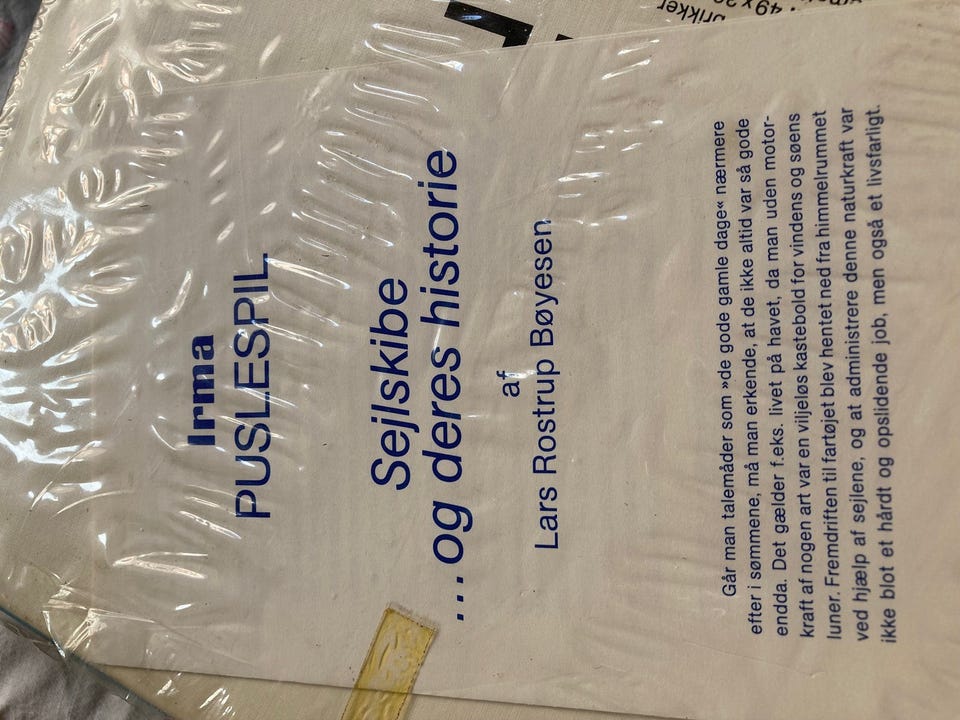 Irma
PUSLESPIL
Sejlskibe
...og deres historie
af
Lars Rostrup Bøyesen
Går man talemåder som »de gode gamle dage« nærmere
efter i sømmene, må man erkende, at de ikke altid var så gode
endda. Det gælder f.eks. livet på havet, da man uden motor-
kraft af nogen art var en viljeløs kastebold for vindens og søens
luner. Fremdriften til fartøjet blev hentet ned fra himmelrummet
ved hjælp af sejlene, og at administrere denne naturkraft var
ikke blot et hårdt og opslidende job, men også et livsfarligt.
brikker